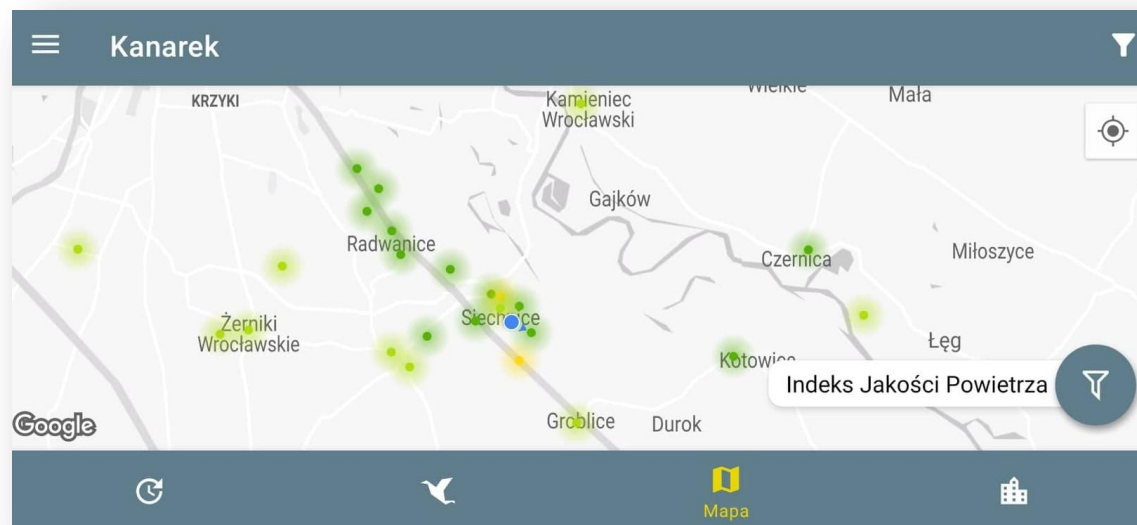 Kanarek
KRZYKI
Kamieniec
Wrocławski
Wielkie
Mała
Gajków
Radwanice
Czernica
Miłoszyce
Siechnice
Żerniki
Wrocławskie
Łęg
Kotowice
Indeks Jakości Powietrza
Groblice
Durok
Google
Mapa